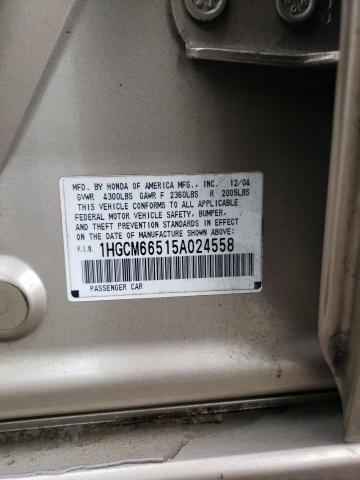 MFD. BY HONDA OF AMERICA MFG., INC. 12/04
GVWR 4300LBS GAWR F 2360LBS R 2005LBS
THIS VEHICLE CONFORMS TO ALL APPLICABLE
FEDERAL MOTOR VEHICLE SAFETY, BUMPER,
AND THEFT PREVENTION STANDARDS IN
EFFECT ON THE DATE OF MANUFACTURE
SHOWN ABOVE.
V.I.N. 1HGCM66515A024558
PASSENGER CAR